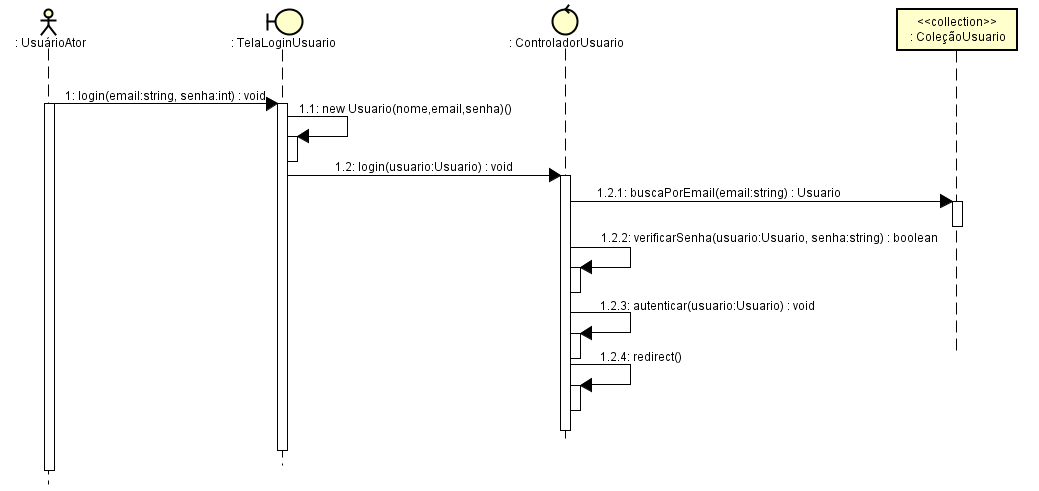 : UsuárioAtor
: TelaLoginUsuario
: ControladorUsuario
<<collection>>
: ColeçãoUsuario
1: login(email:string, senha:int) : void
1.1: new Usuario(nome,email,senha)()
1.2: login(usuario:Usuario) : void
1.2.1: buscaPorEmail(email:string) : Usuario
1.2.2: verificarSenha(usuario:Usuario, senha:string) : boolean
1.2.3: autenticar(usuario:Usuario) : void
1.2.4: redirect()